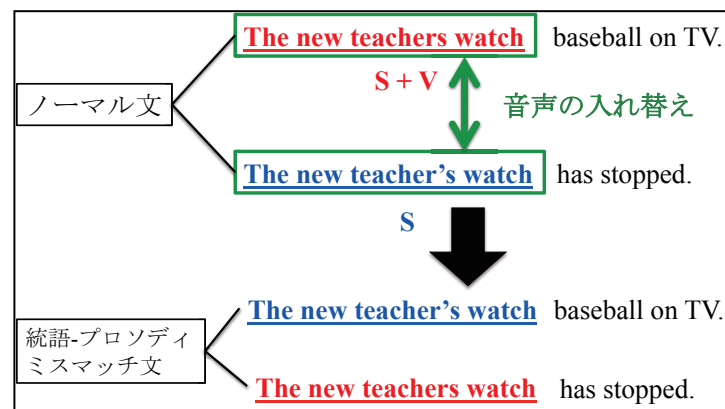 The new teachers watch baseball on TV.
S + V
ノーマル文
音声の入れ替え
The new teacher’s watch has stopped.
S
The new teacher’s watch baseball on TV.
統語-プロソディ
ミスマッチ文
The new teachers watch has stopped.